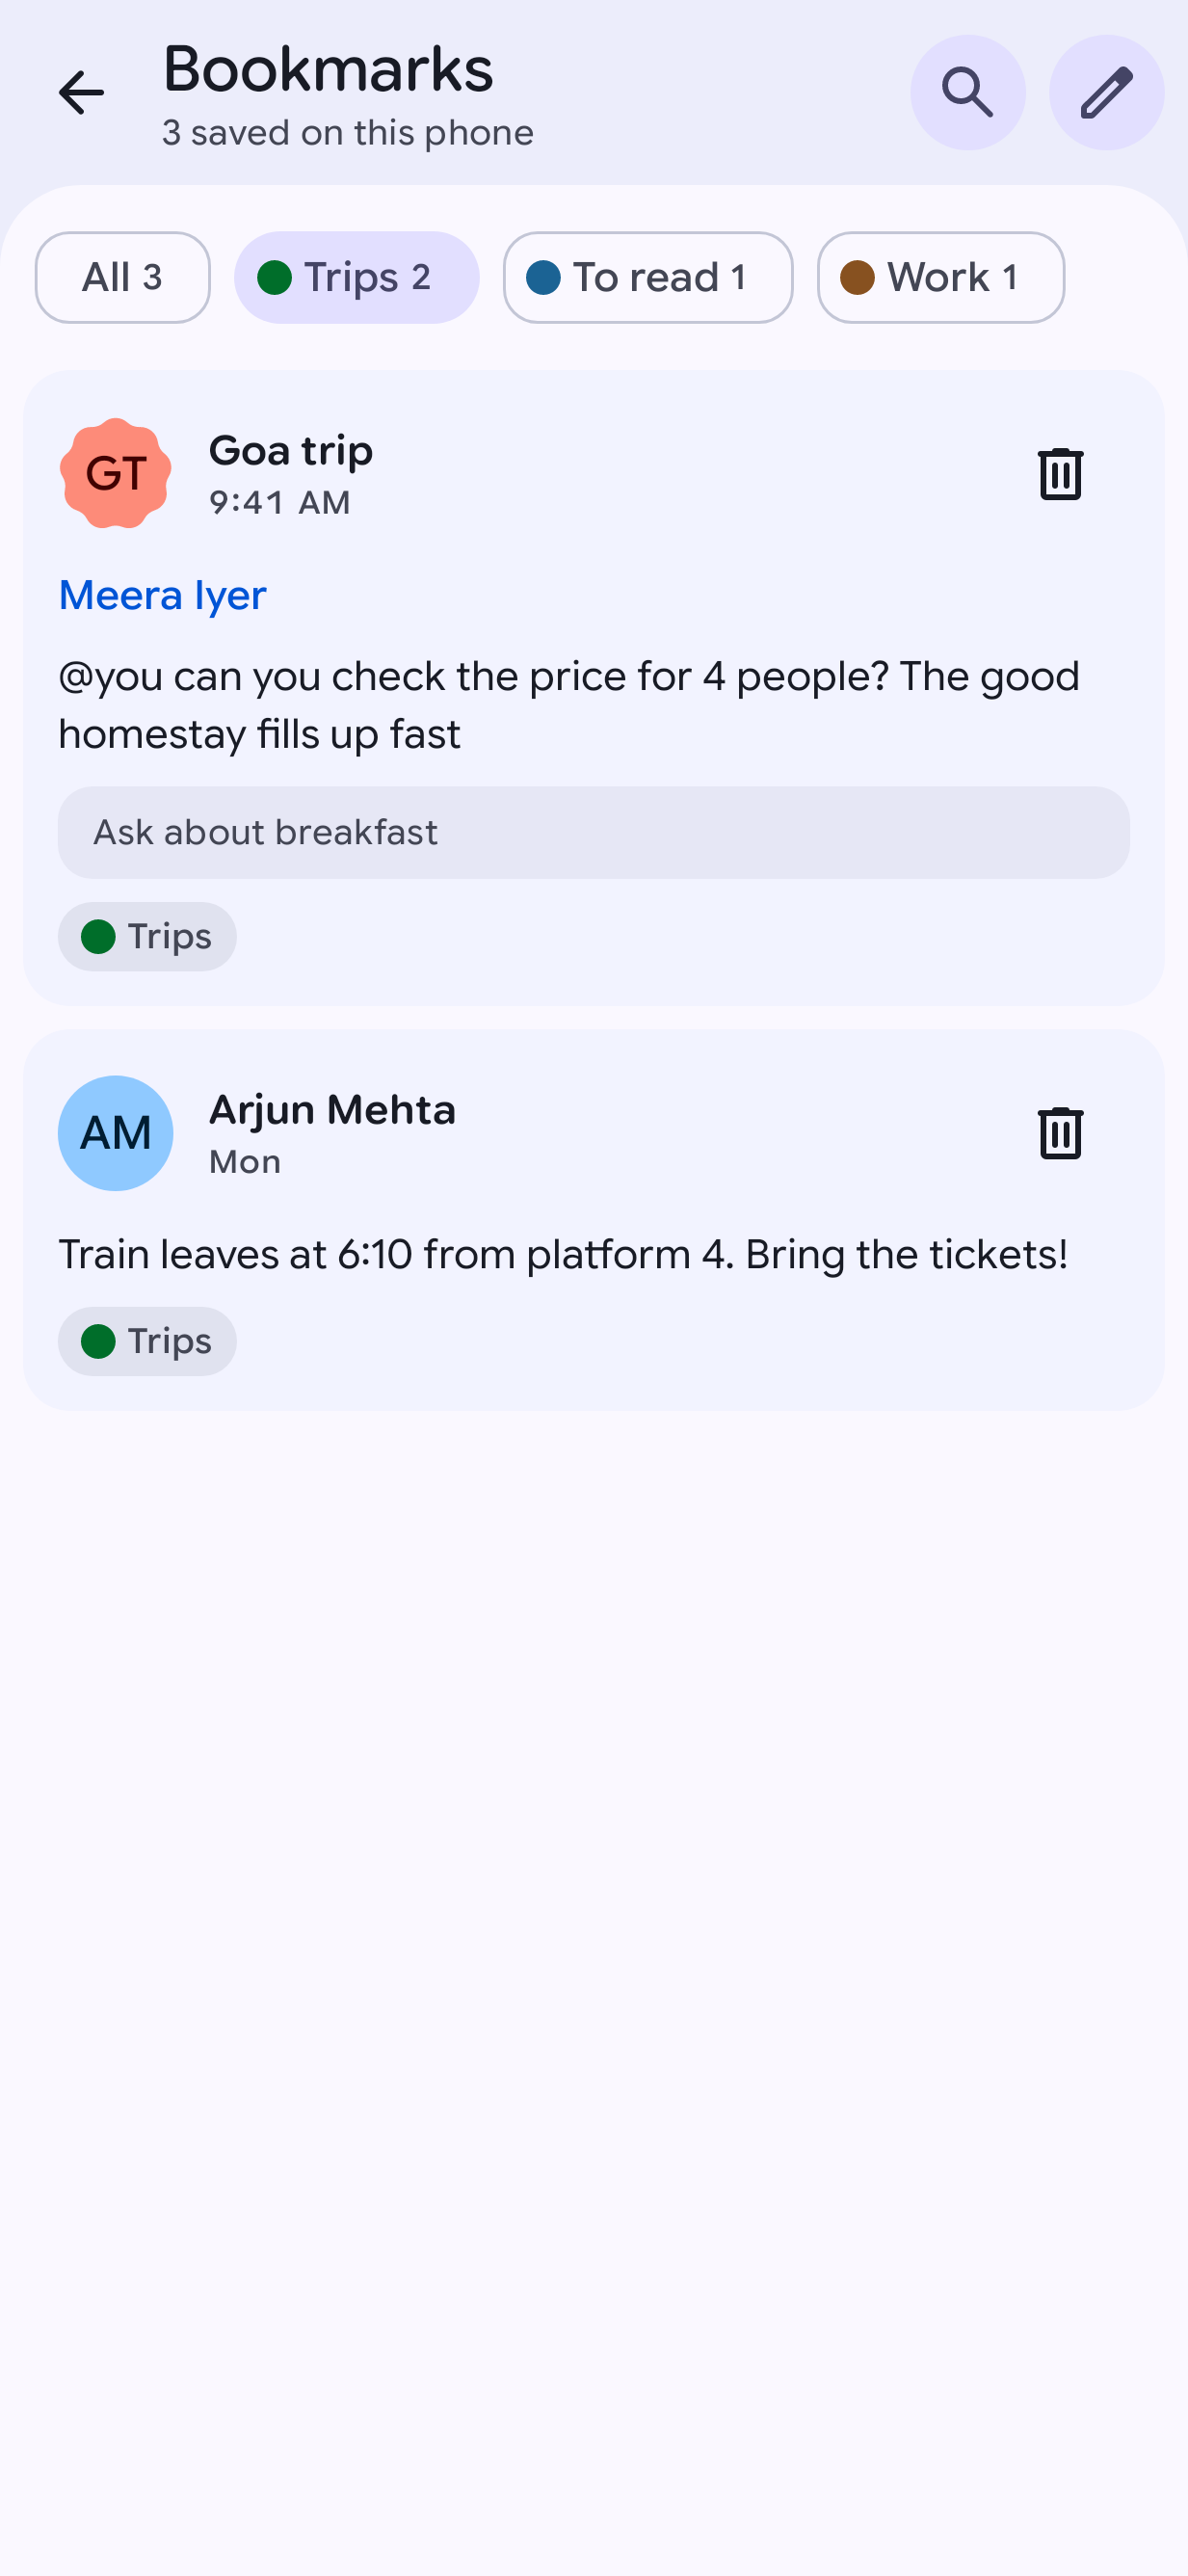 Bookmarks
3 saved on this phone
All 3
Trips 2
To read 1
Work 1
GT
Goa trip
9:41 AM
Meera Iyer
@you can you check the price for 4 people? The good
homestay fills up fast
Ask about breakfast
Trips
AM
Arjun Mehta
Mon
Train leaves at 6:10 from platform 4. Bring the tickets!
Trips